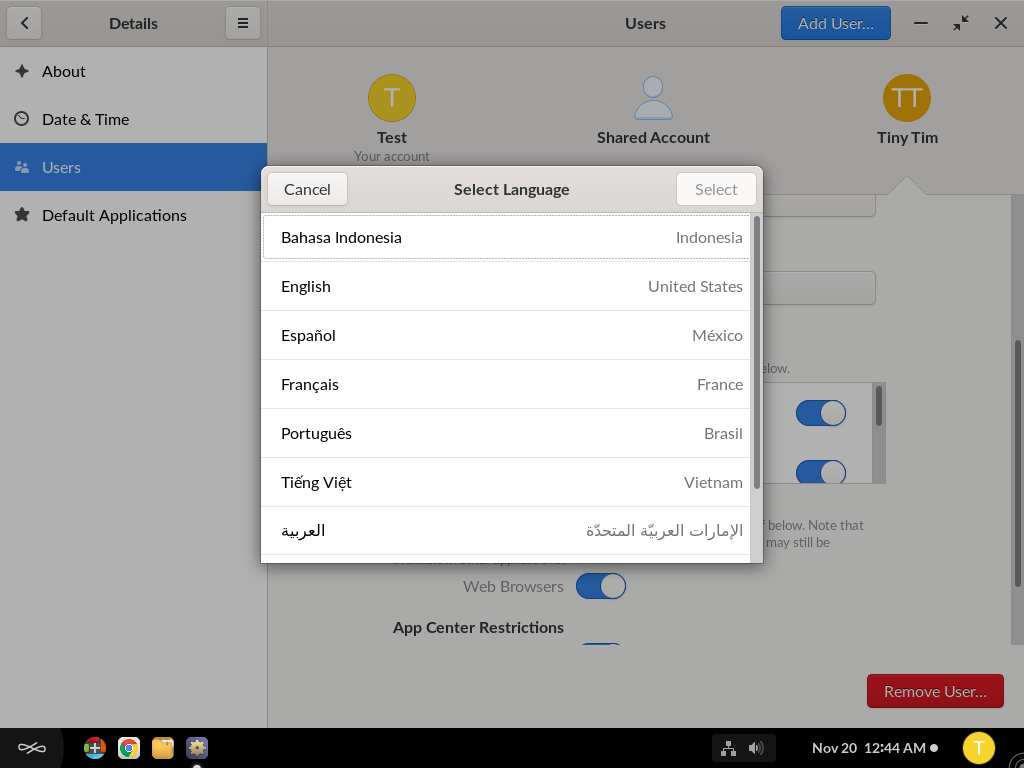 Details
Users
Add User...
About
Date & Time
Users
Default Applications
T
Test
Your account
Shared Account
TT
Tiny Tim
Cancel
Select Language
Select
Bahasa Indonesia Indonesia
English United States
Español México
Français France
Português Brasil
Tiếng Việt Vietnam
العربية الإمارات العربيّة المتحدّة
elow.
f below. Note that
may still be
Web Browsers
App Center Restrictions
Remove User...
Nov 20 12:44 AM
T